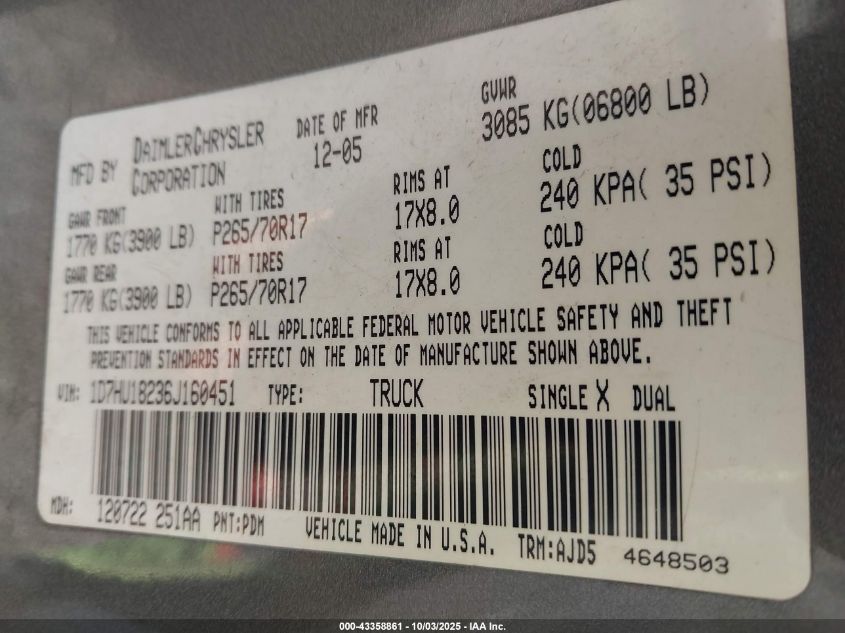 MFD BY DAIMLERCHRYSLER CORPORATION
DATE OF MFR 12-05
GVWR 3085 KG(06800 LB)
GAWR FRONT WITH TIRES RIMS AT COLD
1770 KG(3900 LB) P265/70R17 17X8.0 240 KPA( 35 PSI)
GAWR REAR WITH TIRES RIMS AT COLD
1770 KG(3900 LB) P265/70R17 17X8.0 240 KPA( 35 PSI)
THIS VEHICLE CONFORMS TO ALL APPLICABLE FEDERAL MOTOR VEHICLE SAFETY AND THEFT
PREVENTION STANDARDS IN EFFECT ON THE DATE OF MANUFACTURE SHOWN ABOVE.
VIN: 1D7HU18236J160451 TYPE: TRUCK SINGLE X DUAL
MDH: 120722 251AA PNT:PDM VEHICLE MADE IN U.S.A. TRM:AJD5 4648503
000-43358861 - 10/03/2025 - IAA Inc.